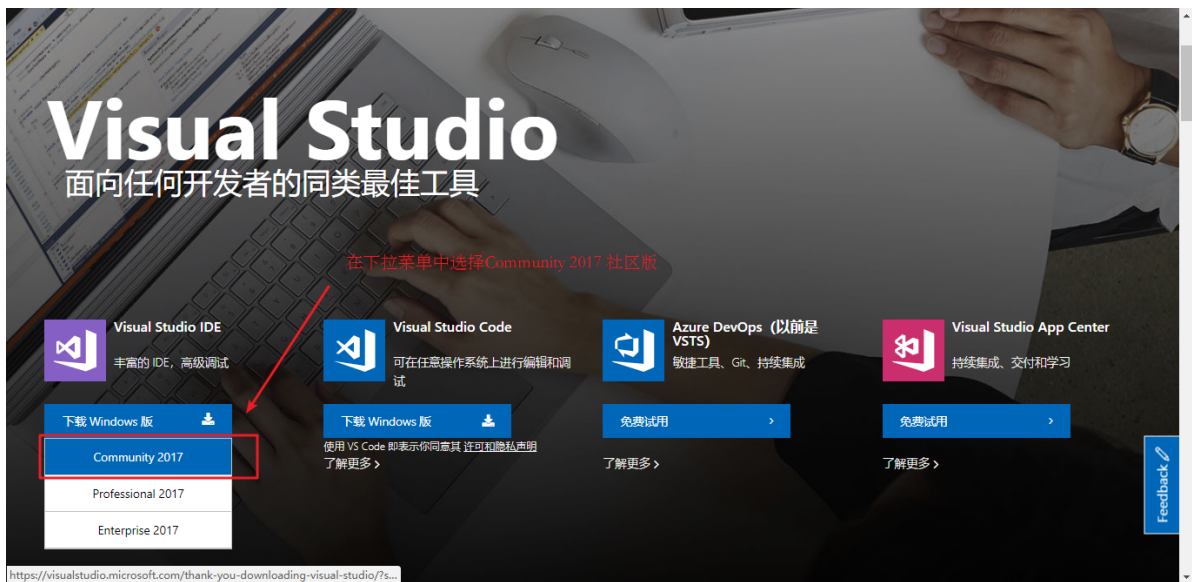 Visual Studio
面向任何开发者的同类最佳工具
在下拉菜单中选择Community 2017 社区版
Visual Studio IDE
丰富的 IDE，高级调试
下载 Windows 版
Community 2017
Professional 2017
Enterprise 2017
Visual Studio Code
可在任意操作系统上进行编辑和调
试
下载 Windows 版
使用 VS Code 即表示你同意其 许可和隐私声明
了解更多 >
Azure DevOps（以前是
VSTS）
敏捷工具、Git、持续集成
免费试用 >
了解更多 >
Visual Studio App Center
持续集成、交付和学习
免费试用 >
了解更多 >
Feedback
https://visualstudio.microsoft.com/thank-you-downloading-visual-studio/?s...